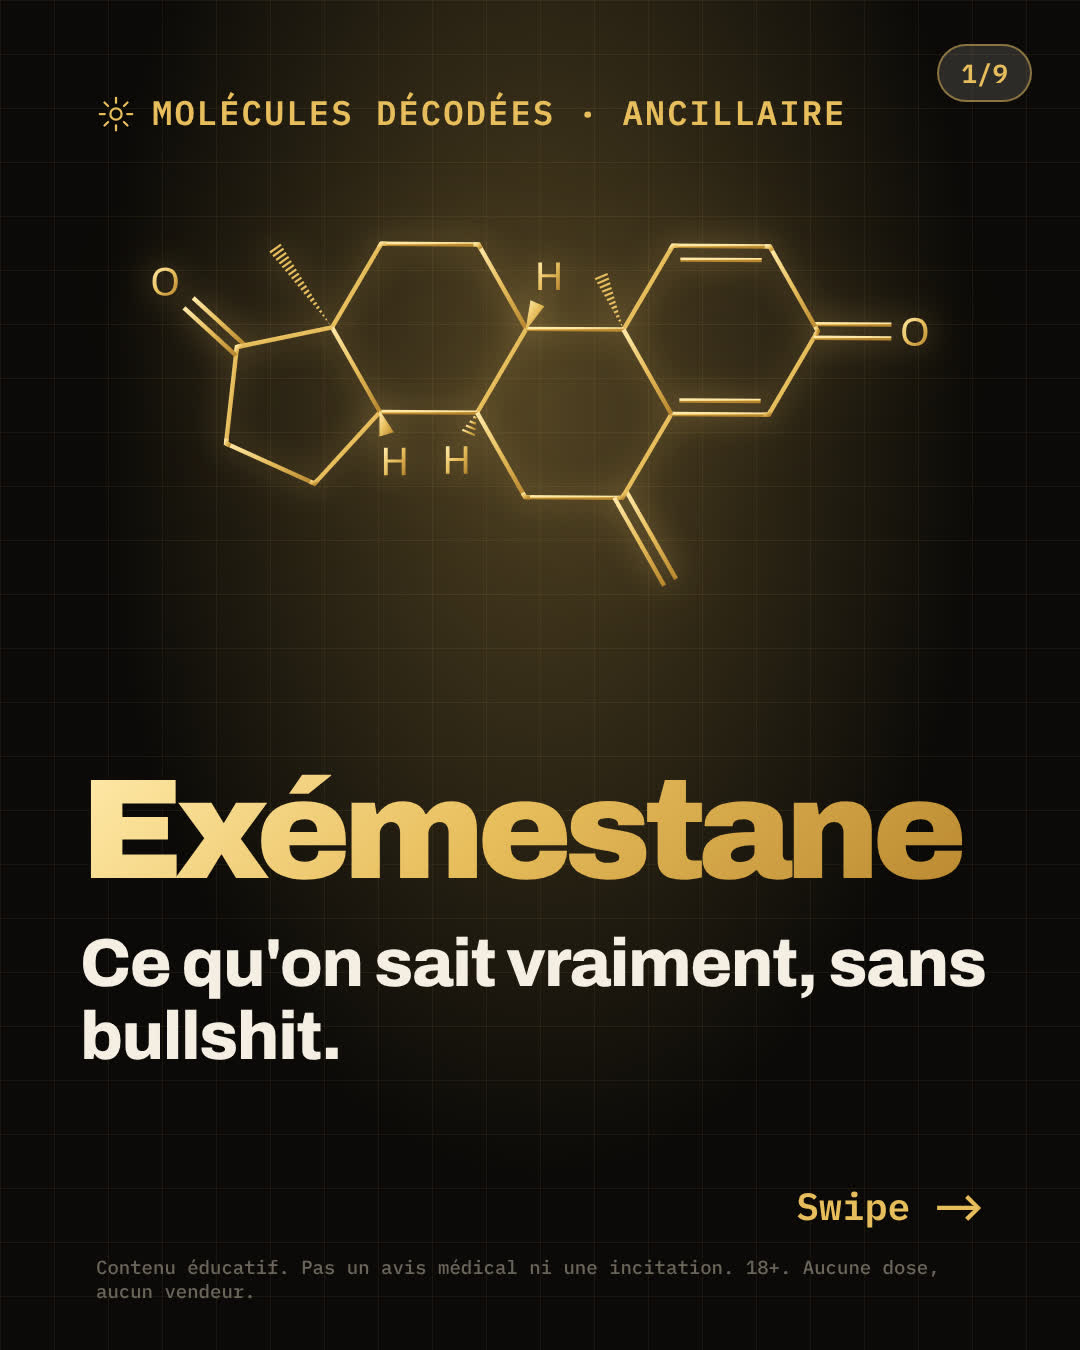 1/9
MOLÉCULES DÉCODÉES · ANCILLAIRE
O
H
O
H
H
Exémestane
Ce qu'on sait vraiment, sans
bullshit.
Swipe →
Contenu éducatif. Pas un avis médical ni une incitation. 18+. Aucune dose,
aucun vendeur.